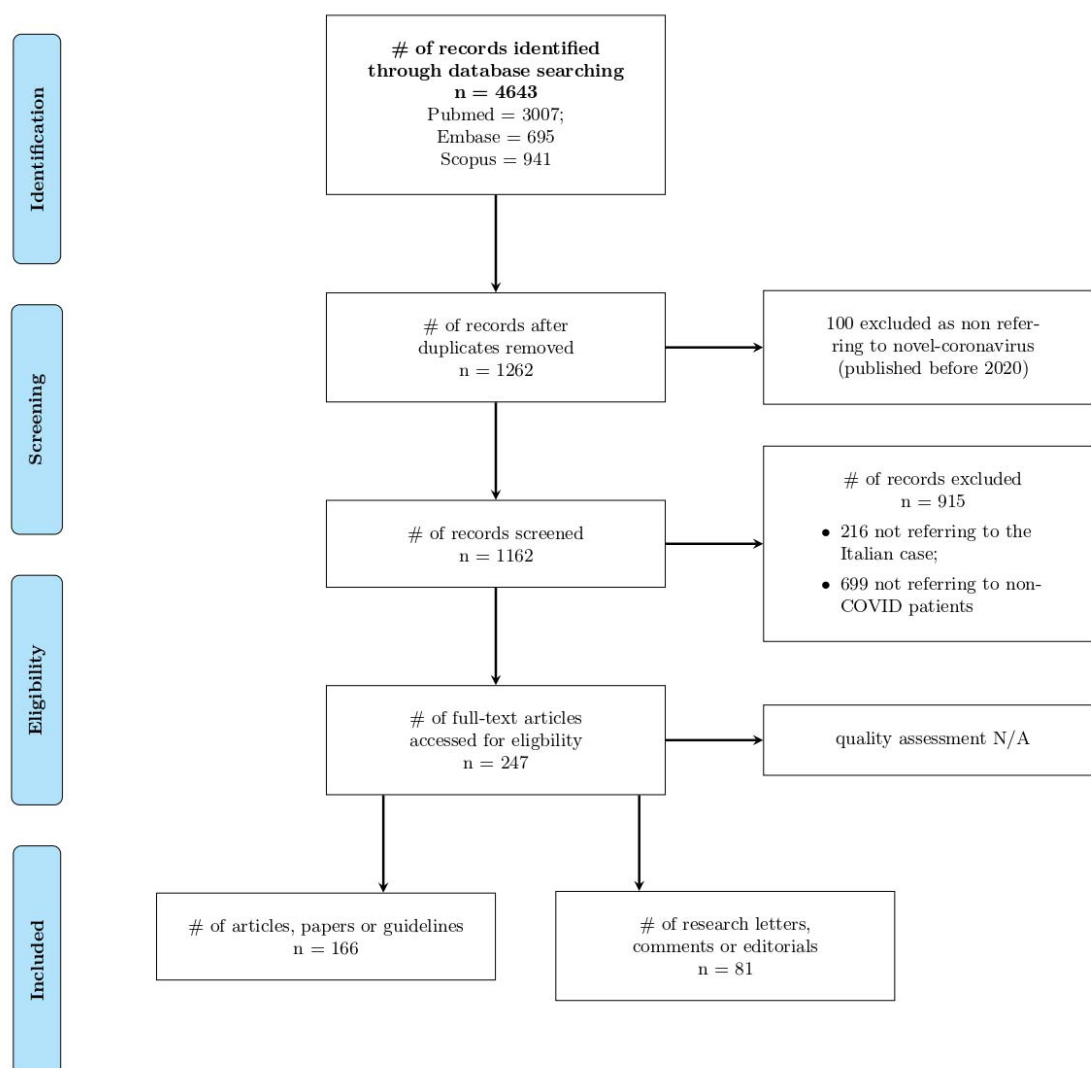 Identification
# of records identified
through database searching
n = 4643
Pubmed = 3007;
Embase = 695
Scopus = 941
Screening
# of records after
duplicates removed
n = 1262
100 excluded as non refer-
ring to novel-coronavirus
(published before 2020)
# of records screened
n = 1162
# of records excluded
n = 915
• 216 not referring to the
Italian case;
• 699 not referring to non-
COVID patients
Eligibility
# of full-text articles
accessed for eligbility
n = 247
quality assessment N/A
Included
# of articles, papers or guidelines
n = 166
# of research letters,
comments or editorials
n = 81